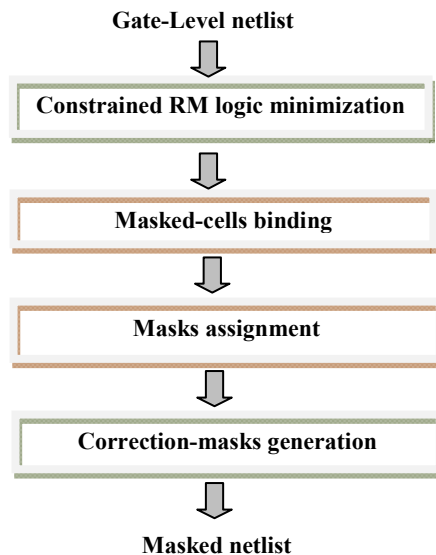 Gate-Level netlist
Constrained RM logic minimization
Masked-cells binding
Masks assignment
Correction-masks generation
Masked netlist